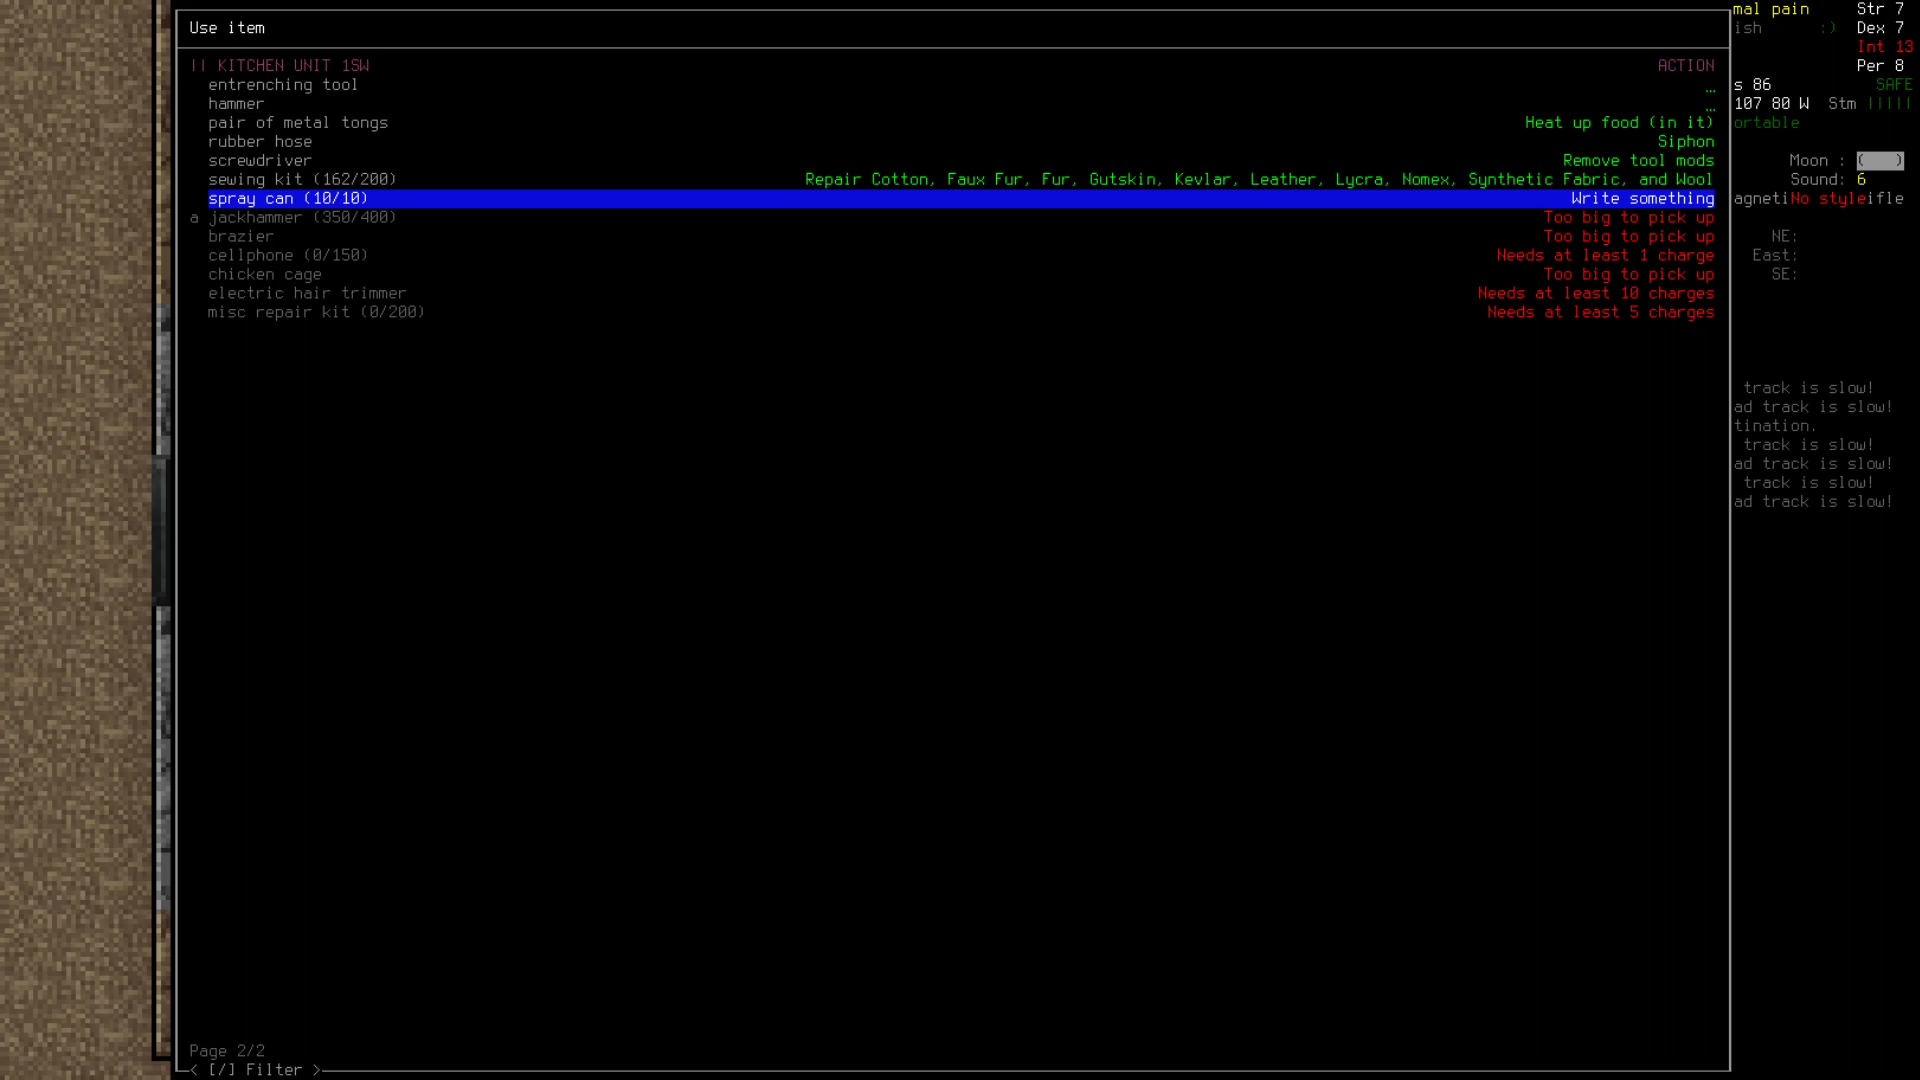 Use item
|| KITCHEN UNIT 1SW ACTION
entrenching tool …
hammer …
pair of metal tongs Heat up food (in it)
rubber hose Siphon
screwdriver Remove tool mods
sewing kit (162/200) Repair Cotton, Faux Fur, Fur, Gutskin, Kevlar, Leather, Lycra, Nomex, Synthetic Fabric, and Wool
spray can (10/10) Write something
a jackhammer (350/400) Too big to pick up
brazier Too big to pick up
cellphone (0/150) Needs at least 1 charge
chicken cage Too big to pick up
electric hair trimmer Needs at least 10 charges
misc repair kit (0/200) Needs at least 5 charges
Page 2/2
< [/] Filter >
mal pain Str 7
ish :) Dex 7
Int 13
Per 8
s 86 SAFE
107 80 W Stm |||||
ortable
Moon : ( )
Sound: 6
agnetiNo styleifle
NE:
East:
SE:
track is slow!
ad track is slow!
tination.
track is slow!
ad track is slow!
track is slow!
ad track is slow!